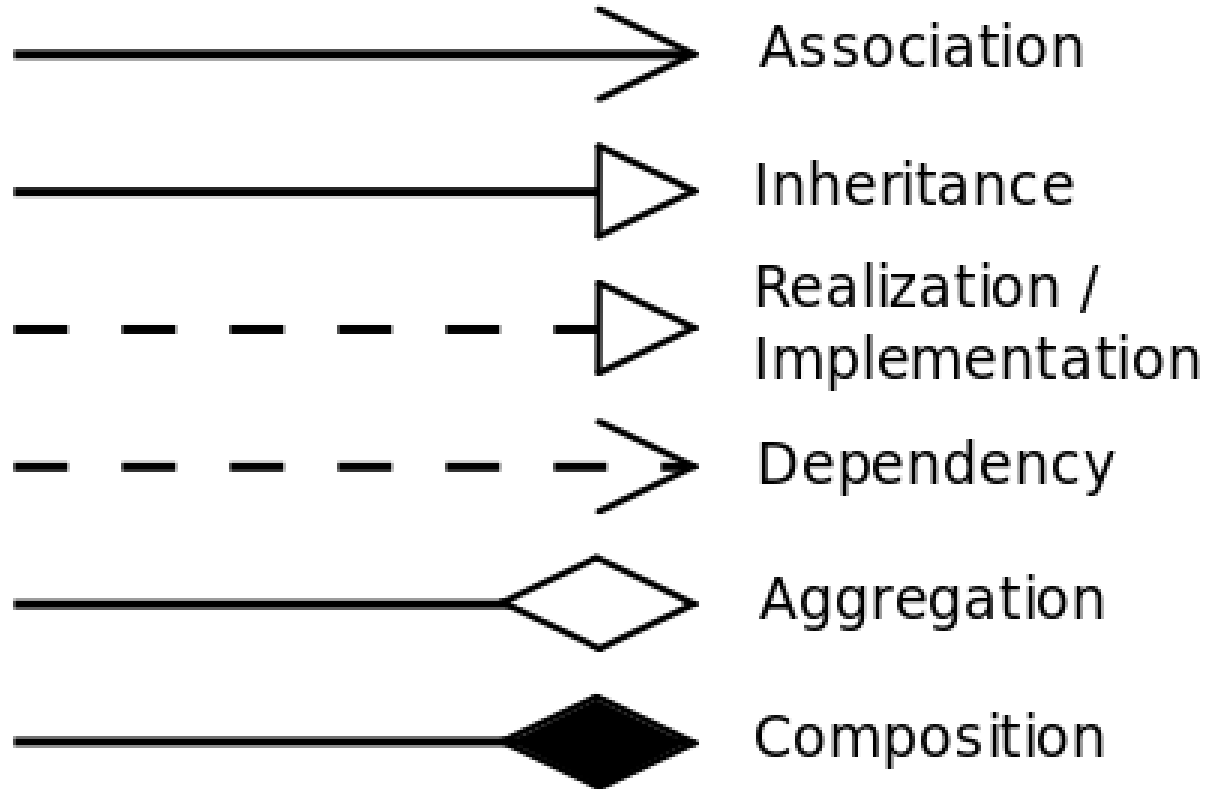 Association
Inheritance
Realization /
Implementation
Dependency
Aggregation
Composition